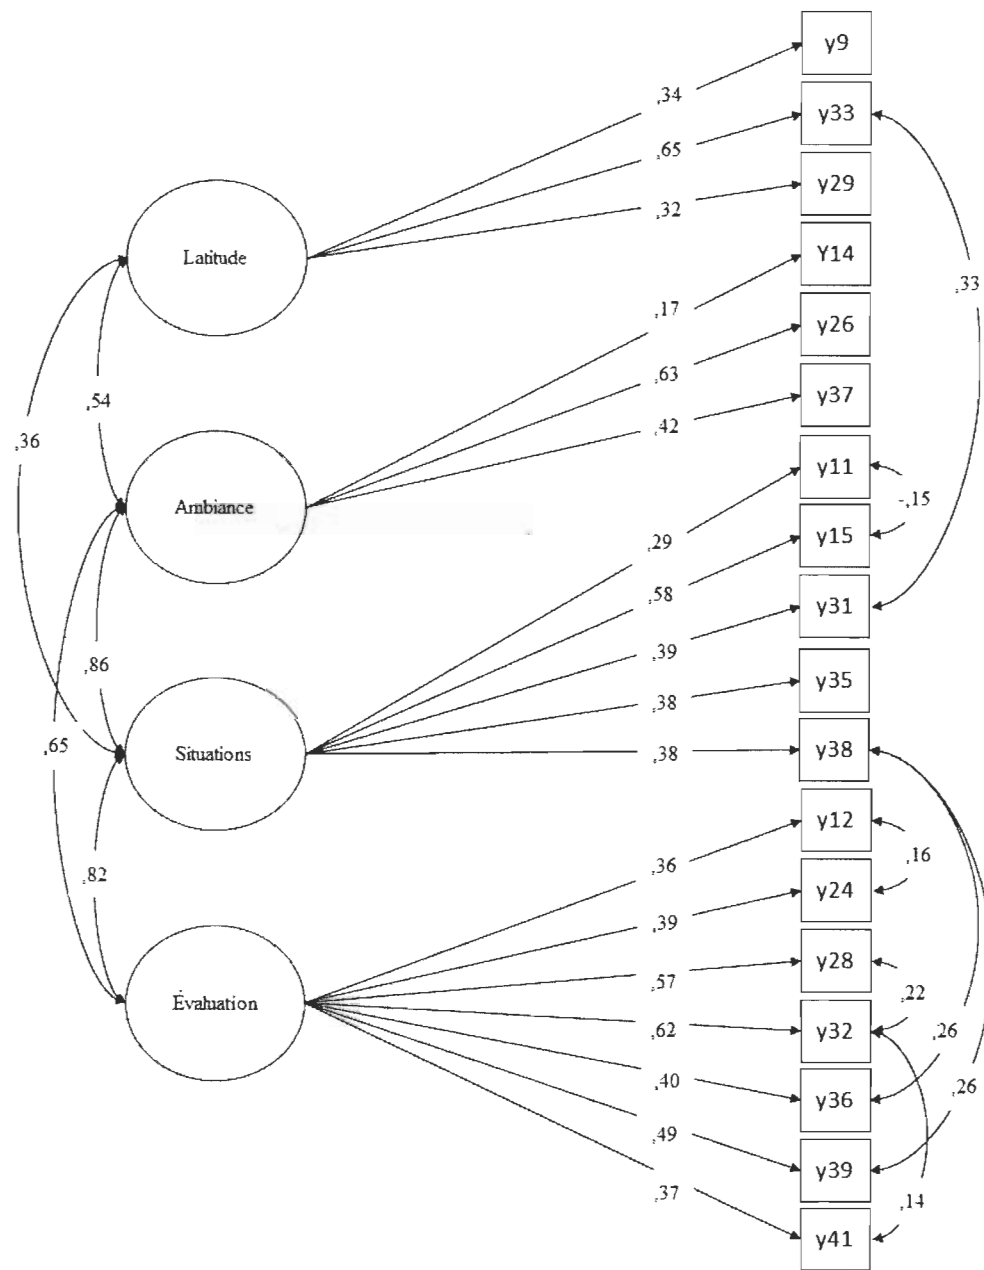 y9
,34
y33
,65
y29
,32
Latitude
Y14
,33
,17
y26
,63
y37
,54
,42
,36
y11
-,15
Ambiance
y15
,29
,58
y31
,39
,86
y35
,38
,65
Situations
y38
,38
y12
,36
,16
,82
y24
,39
y28
,57
,22
Évaluation
y32
,62
,26
,40
y36
,26
,49
y39
,37
,14
y41